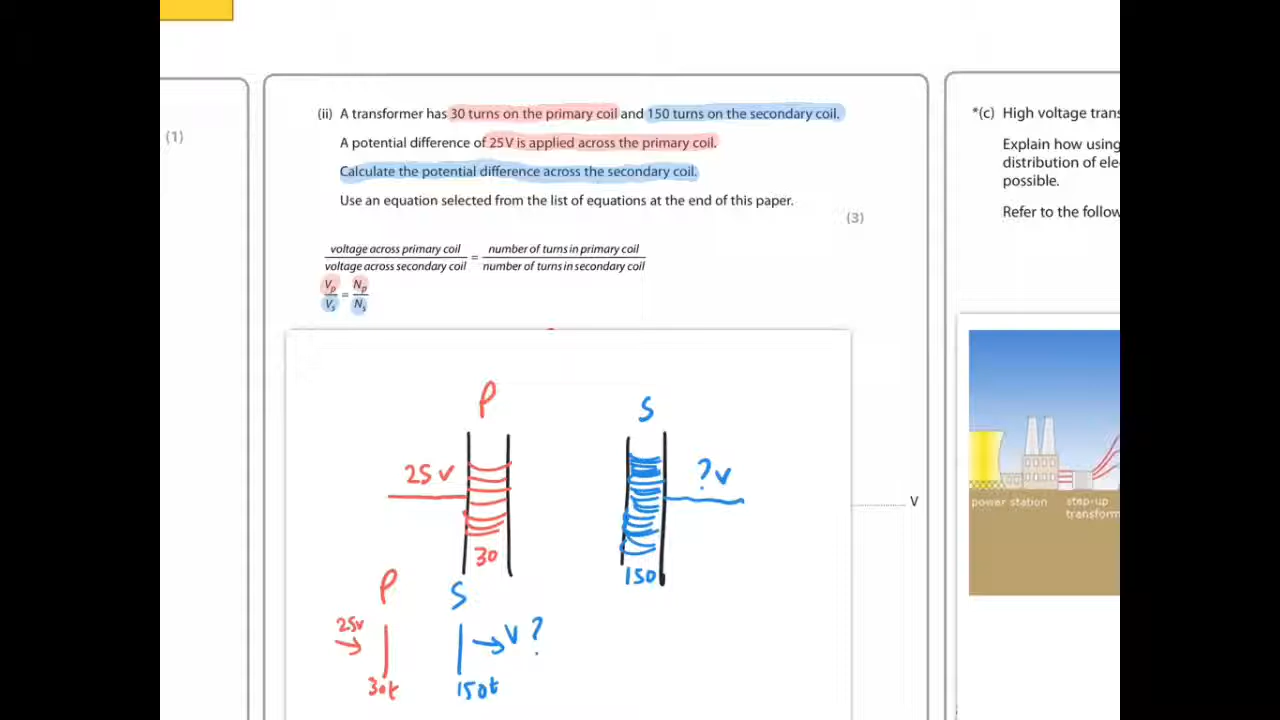 (1)
(ii) A transformer has 30 turns on the primary coil and 150 turns on the secondary coil.
A potential difference of 25V is applied across the primary coil.
Calculate the potential difference across the secondary coil.
Use an equation selected from the list of equations at the end of this paper.
(3)
voltage across primary coil
voltage across secondary coil
=
number of turns in primary coil
number of turns in secondary coil
Vp
Vs
=
Np
Ns
P
S
25 V
? V
V
30
150
P
S
25v
V ?
30t
150t
*(c) High voltage trans
Explain how using
distribution of ele
possible.
Refer to the follow
power station
step-up
transform